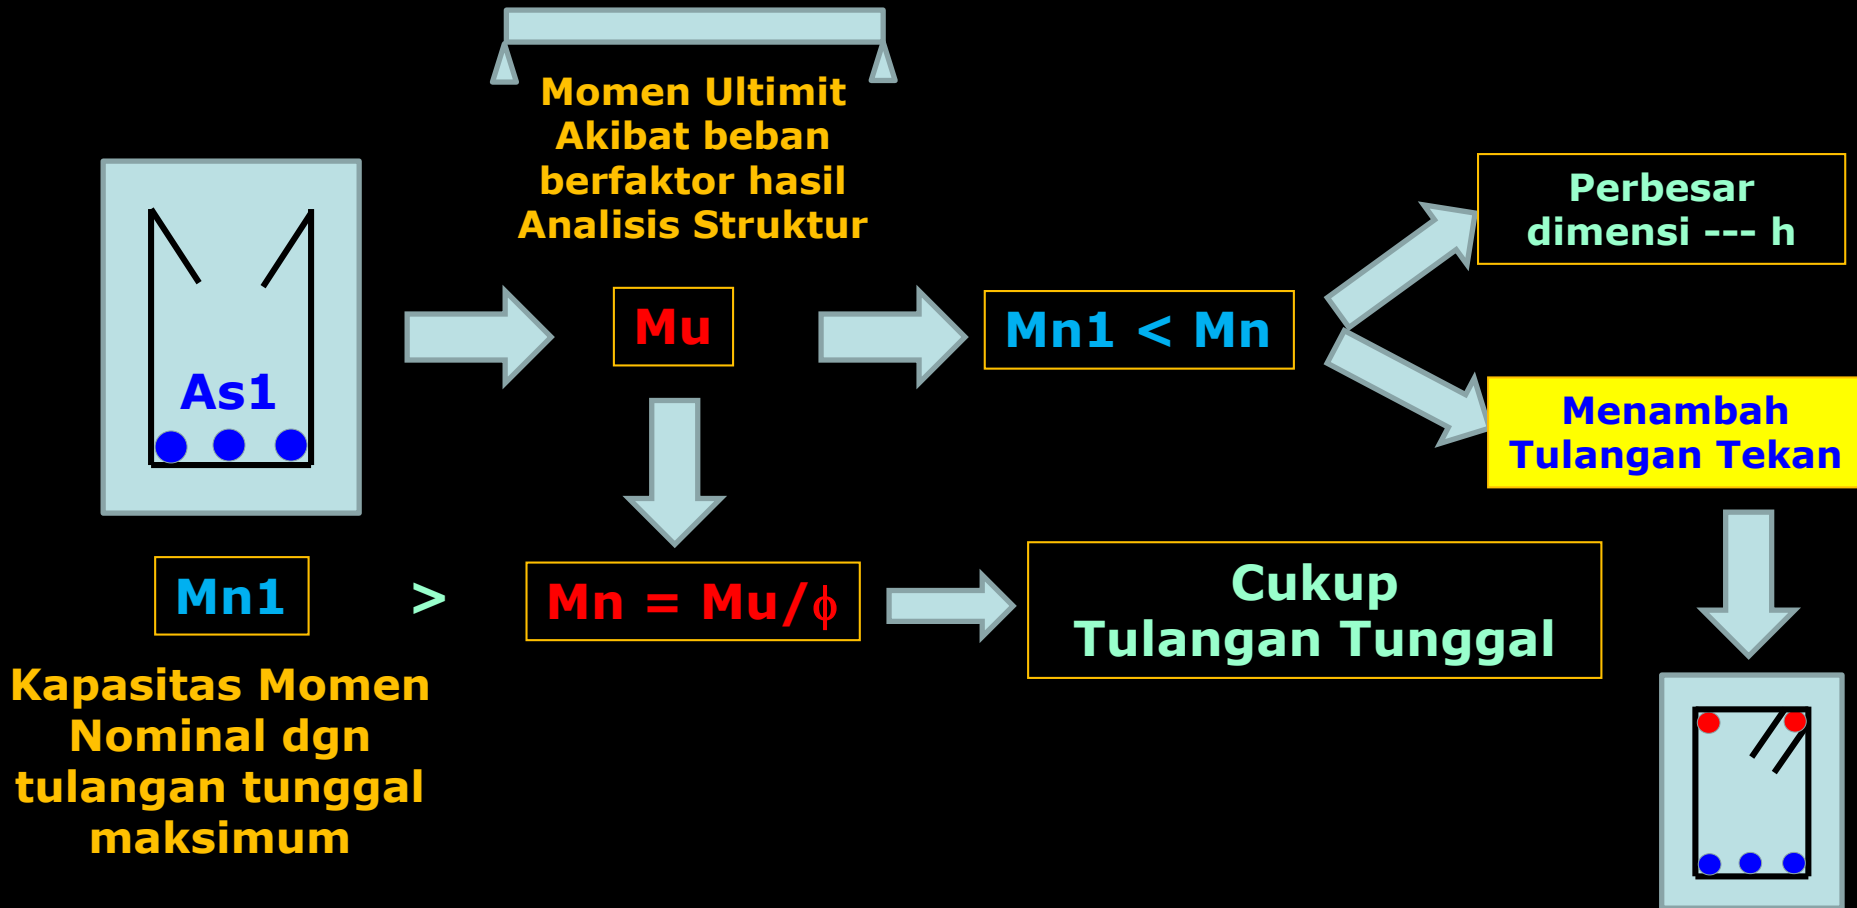 Momen Ultimit
Akibat beban
berfaktor hasil
Analisis Struktur
Perbesar
dimensi --- h
Mu
Mn1 < Mn
As1
Menambah
Tulangan Tekan
Mn1
>
Mn = Mu/ϕ
Cukup
Tulangan Tunggal
Kapasitas Momen
Nominal dgn
tulangan tunggal
maksimum